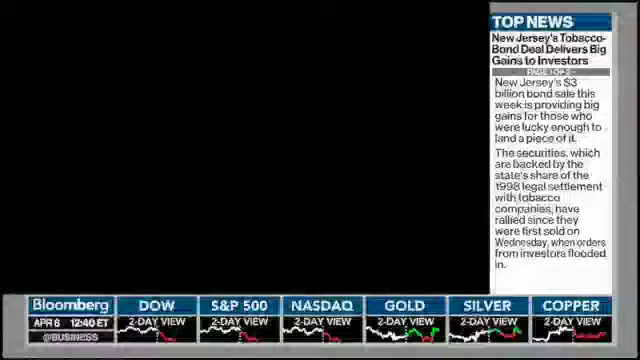 TOP NEWS
New Jersey's Tobacco-
Bond Deal Delivers Big
Gains to Investors
New Jersey's $3
billion bond sale this
week is providing big
gains for those who
were lucky enough to
land a piece of it.
The securities, which
are backed by the
state's share of the
1998 legal settlement
with tobacco
companies, have
rallied since they
were first sold on
Wednesday, when orders
from investors flooded
in.
Bloomberg DOW S&P 500 NASDAQ GOLD SILVER COPPER
APR 6 12:40 ET 2-DAY VIEW 2-DAY VIEW 2-DAY VIEW 2-DAY VIEW 2-DAY VIEW 2-DAY VIEW
@BUSINESS